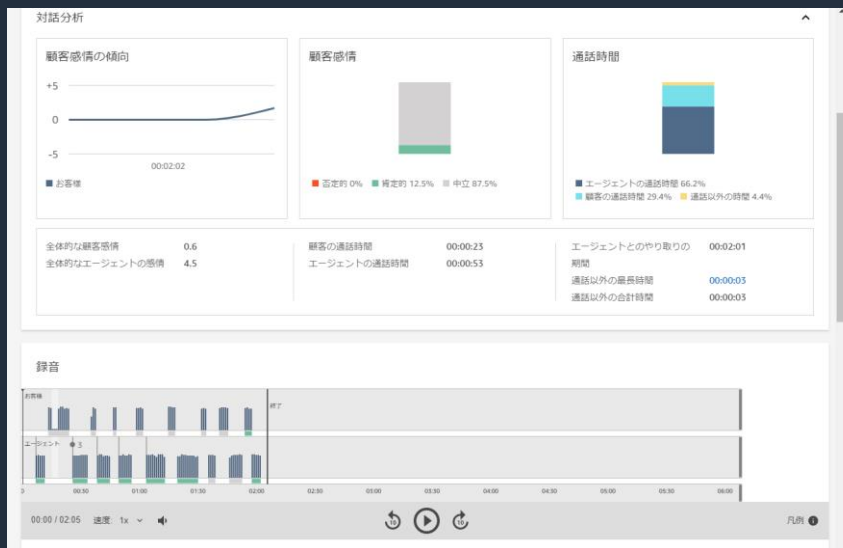 対話分析
顧客感情の傾向
+5
0
-5
00:02:02
お客様
顧客感情
否定的 0% 肯定的 12.5% 中立 87.5%
通話時間
エージェントの通話時間 66.2%
顧客の通話時間 29.4% 通話以外の時間 4.4%
全体的な顧客感情 0.6
全体的なエージェントの感情 4.5
顧客の通話時間 00:00:23
エージェントの通話時間 00:00:53
エージェントとのやり取りの 00:02:01
期間
通話以外の最長時間 00:00:03
通話以外の合計時間 00:00:03
録音
お客様
終了
エージェント 3
0 00:30 01:00 01:30 02:00 02:30 03:00 03:30 04:00 04:30 05:00 05:30 06:00
00:00 / 02:05 速度: 1x 10 10 凡例